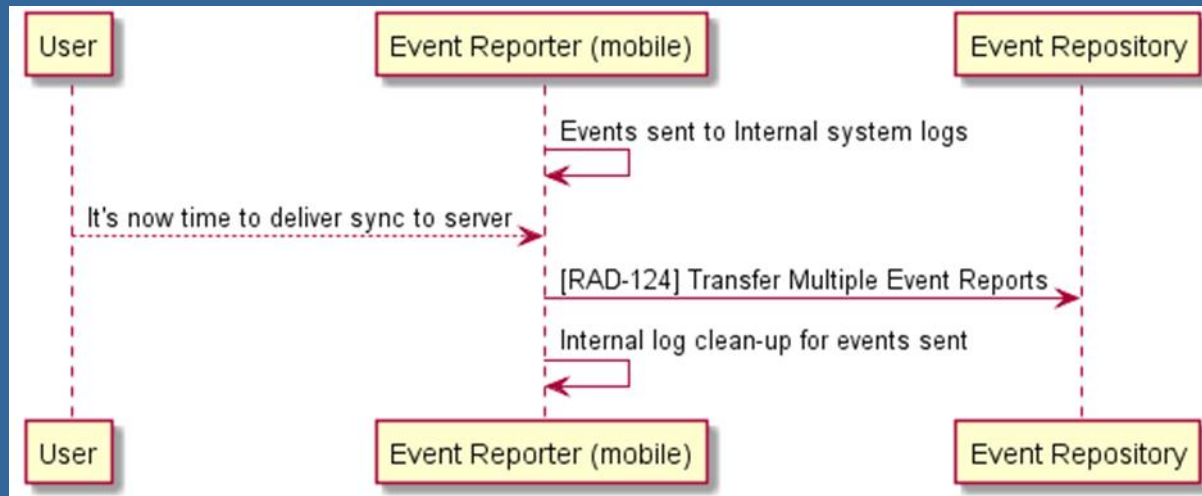 User
Event Reporter (mobile)
Event Repository
Events sent to Internal system logs
It's now time to deliver sync to server
[RAD-124] Transfer Multiple Event Reports
Internal log clean-up for events sent
User
Event Reporter (mobile)
Event Repository